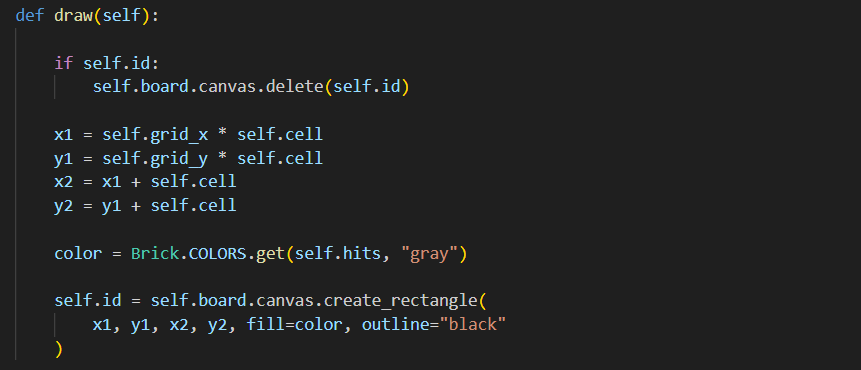 def draw(self):
if self.id:
self.board.canvas.delete(self.id)
x1 = self.grid_x * self.cell
y1 = self.grid_y * self.cell
x2 = x1 + self.cell
y2 = y1 + self.cell
color = Brick.COLORS.get(self.hits, "gray")
self.id = self.board.canvas.create_rectangle(
x1, y1, x2, y2, fill=color, outline="black"
)